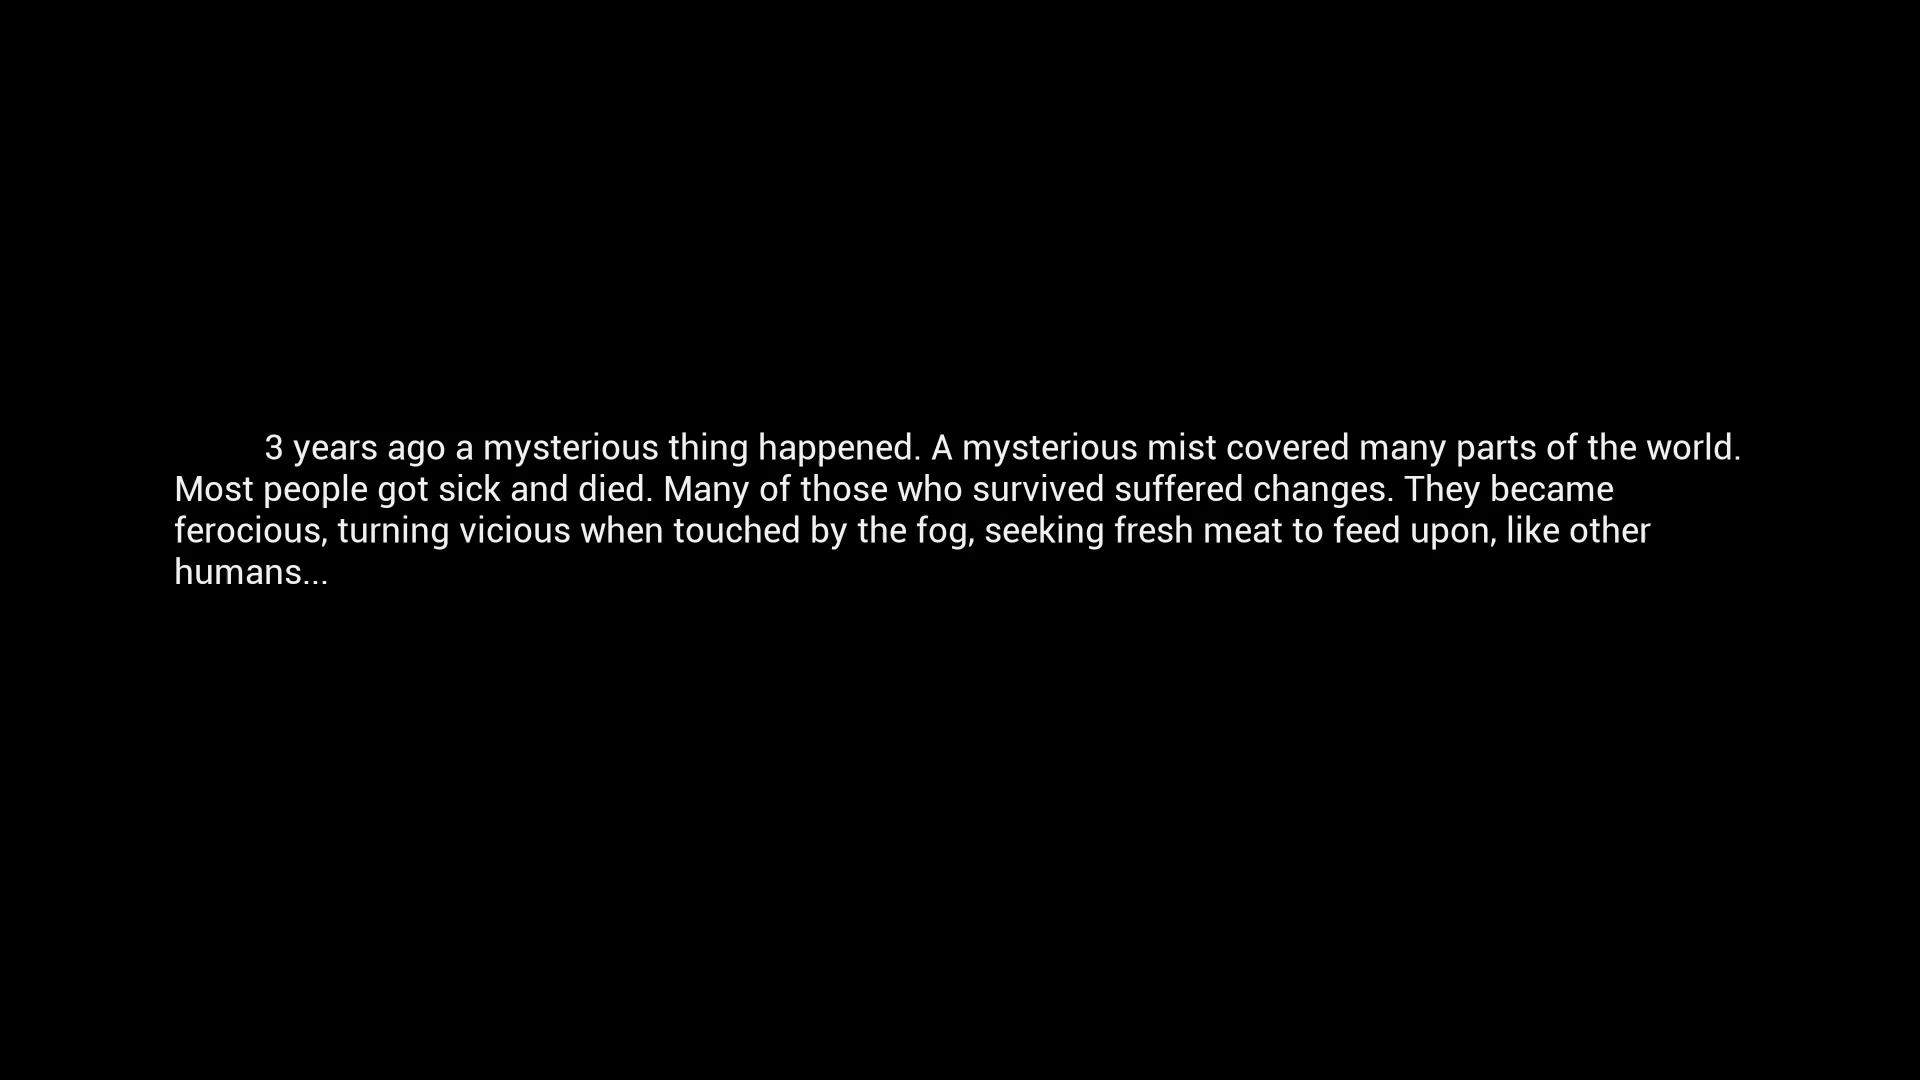 3 years ago a mysterious thing happened. A mysterious mist covered many parts of the world.
Most people got sick and died. Many of those who survived suffered changes. They became
ferocious, turning vicious when touched by the fog, seeking fresh meat to feed upon, like other
humans...